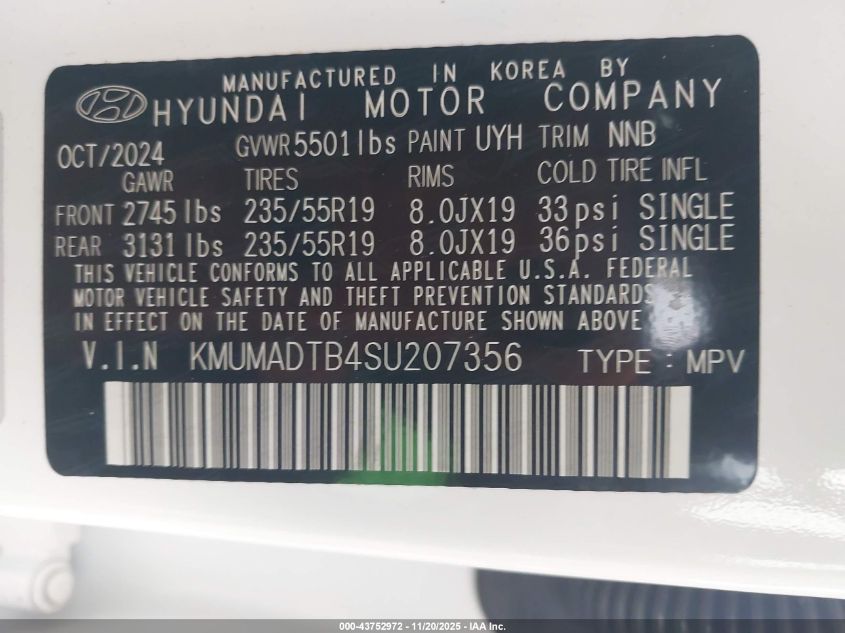 MANUFACTURED IN KOREA BY
HYUNDAI MOTOR COMPANY
OCT/2024 GVWR 5501lbs PAINT UYH TRIM NNB
GAWR TIRES RIMS COLD TIRE INFL
FRONT 2745lbs 235/55R19 8.0JX19 33psi SINGLE
REAR 3131lbs 235/55R19 8.0JX19 36psi SINGLE
THIS VEHICLE CONFORMS TO ALL APPLICABLE U.S.A. FEDERAL
MOTOR VEHICLE SAFETY AND THEFT PREVENTION STANDARDS
IN EFFECT ON THE DATE OF MANUFACTURE SHOWN ABOVE
V.I.N KMUMADTB4SU207356 TYPE : MPV
000-43752972 - 11/20/2025 - IAA Inc.